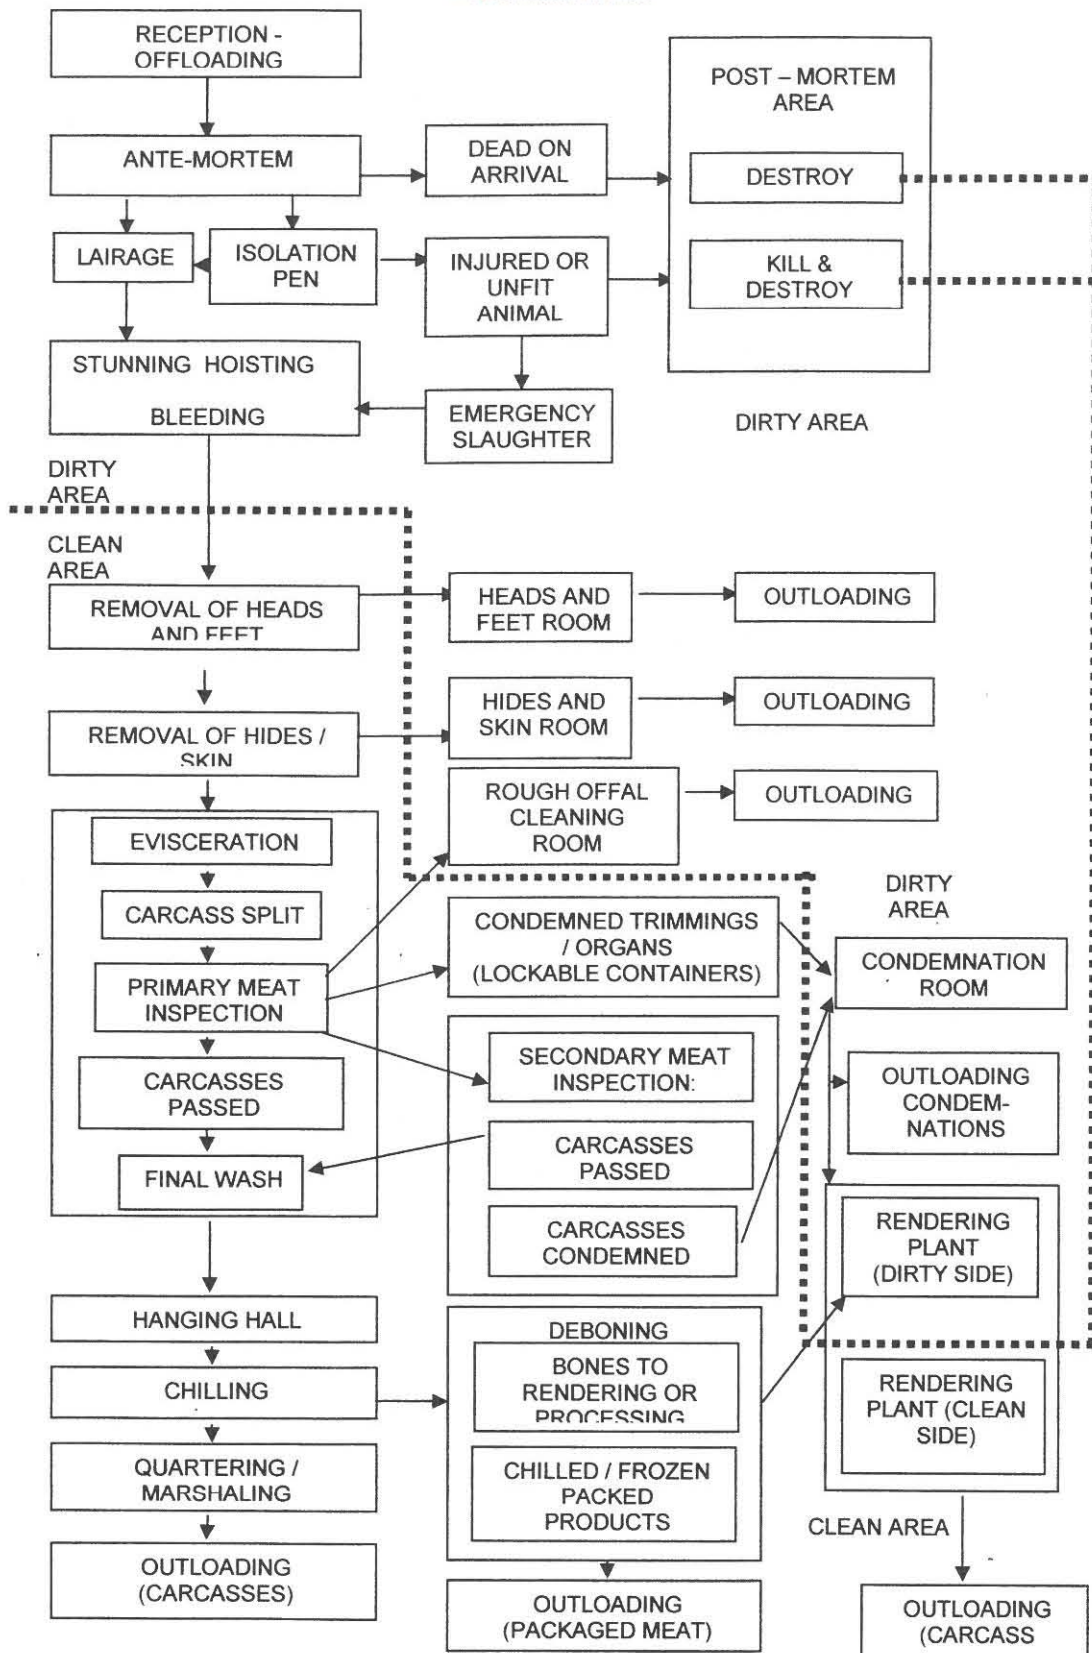 RECEPTION -
OFFLOADING
ANTE-MORTEM
DEAD ON
ARRIVAL
POST – MORTEM
AREA
DESTROY
KILL &
DESTROY
LAIRAGE
ISOLATION
PEN
INJURED OR
UNFIT
ANIMAL
STUNNING HOISTING
BLEEDING
EMERGENCY
SLAUGHTER
DIRTY AREA
DIRTY
AREA
CLEAN
AREA
REMOVAL OF HEADS
AND FEET
HEADS AND
FEET ROOM
OUTLOADING
REMOVAL OF HIDES /
SKIN
HIDES AND
SKIN ROOM
OUTLOADING
ROUGH OFFAL
CLEANING
ROOM
OUTLOADING
EVISCERATION
CARCASS SPLIT
PRIMARY MEAT
INSPECTION
CARCASSES
PASSED
FINAL WASH
CONDEMNED TRIMMINGS
/ ORGANS
(LOCKABLE CONTAINERS)
SECONDARY MEAT
INSPECTION:
CARCASSES
PASSED
CARCASSES
CONDEMNED
DIRTY
AREA
CONDEMNATION
ROOM
OUTLOADING
CONDEM-
NATIONS
RENDERING
PLANT
(DIRTY SIDE)
RENDERING
PLANT (CLEAN
SIDE)
HANGING HALL
CHILLING
QUARTERING /
MARSHALING
OUTLOADING
(CARCASSES)
DEBONING
BONES TO
RENDERING OR
PROCESSING
CHILLED / FROZEN
PACKED
PRODUCTS
OUTLOADING
(PACKAGED MEAT)
CLEAN AREA
OUTLOADING
(CARCASS